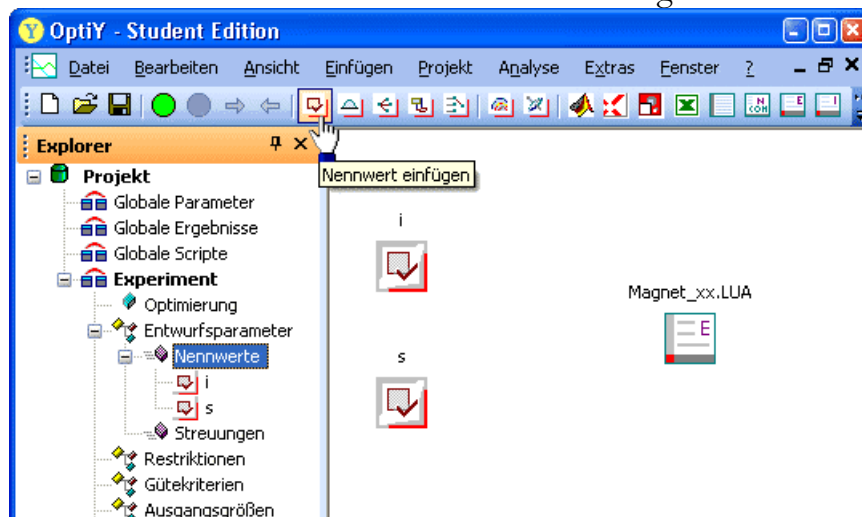 OptiY - Student Edition
Datei Bearbeiten Ansicht Einfügen Projekt Analyse Extras Fenster ?
Explorer
Nennwert einfügen
Projekt
Globale Parameter
Globale Ergebnisse
Globale Scripte
Experiment
Optimierung
Entwurfsparameter
Nennwerte
i
s
Streuungen
Restriktionen
Gütekriterien
Ausgangsgrößen
i
Magnet_xx.LUA
E
s